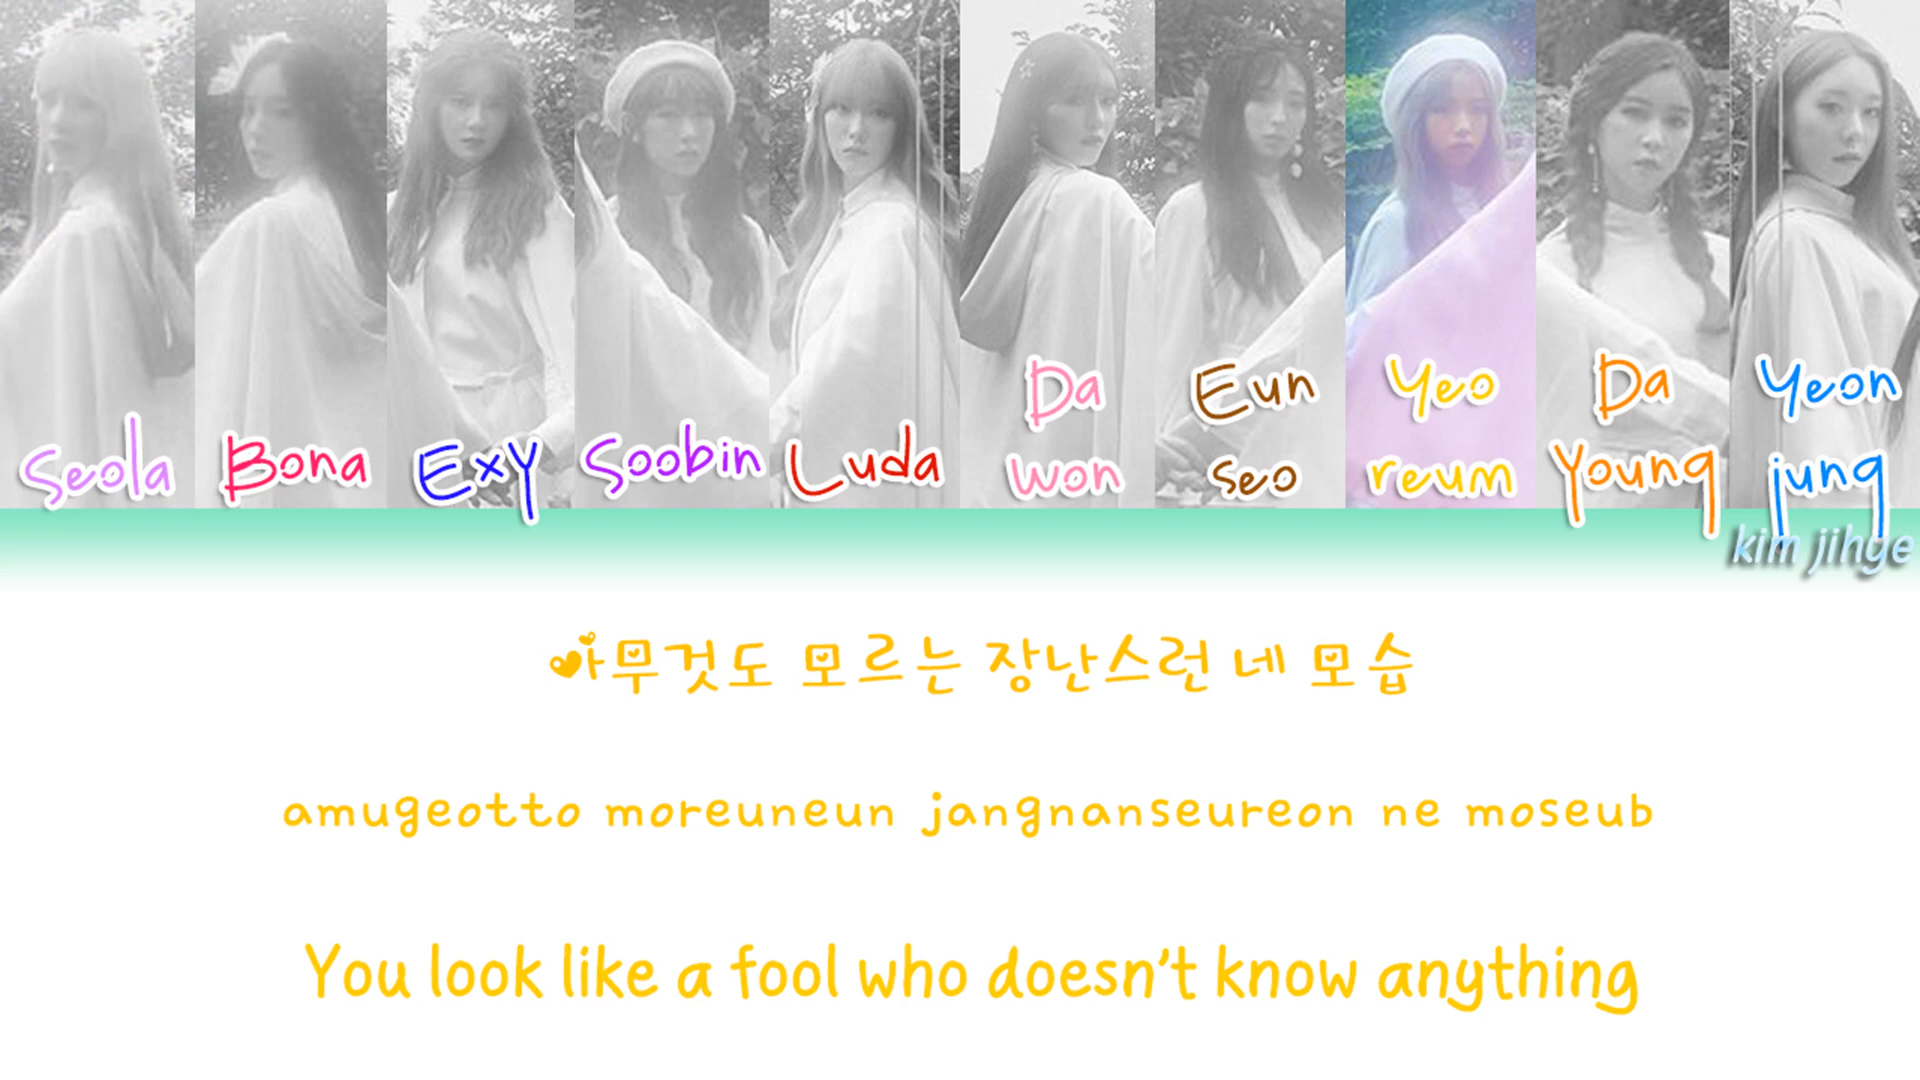 Seola
Bona
Exy
Soobin
Luda
Da
won
Eun
seo
Yeo
reum
Da
Young
Yeon
jung
kim jihye
아무것도 모르는 장난스런 네 모습
amugeotto moreuneun jangnanseureon ne moseub
You look like a fool who doesn't know anything